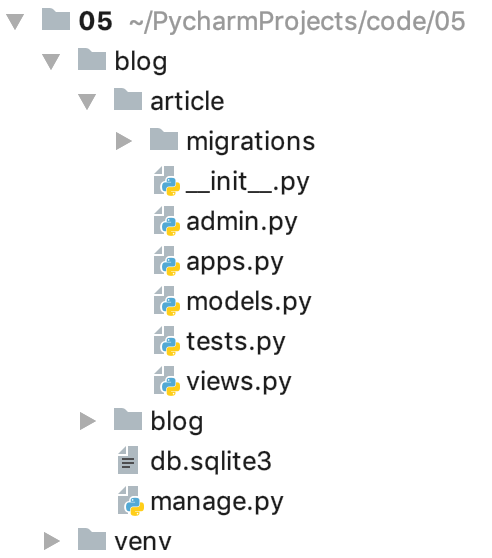 05 ~/PycharmProjects/code/05
blog
article
migrations
__init__.py
admin.py
apps.py
models.py
tests.py
views.py
blog
db.sqlite3
manage.py
venv